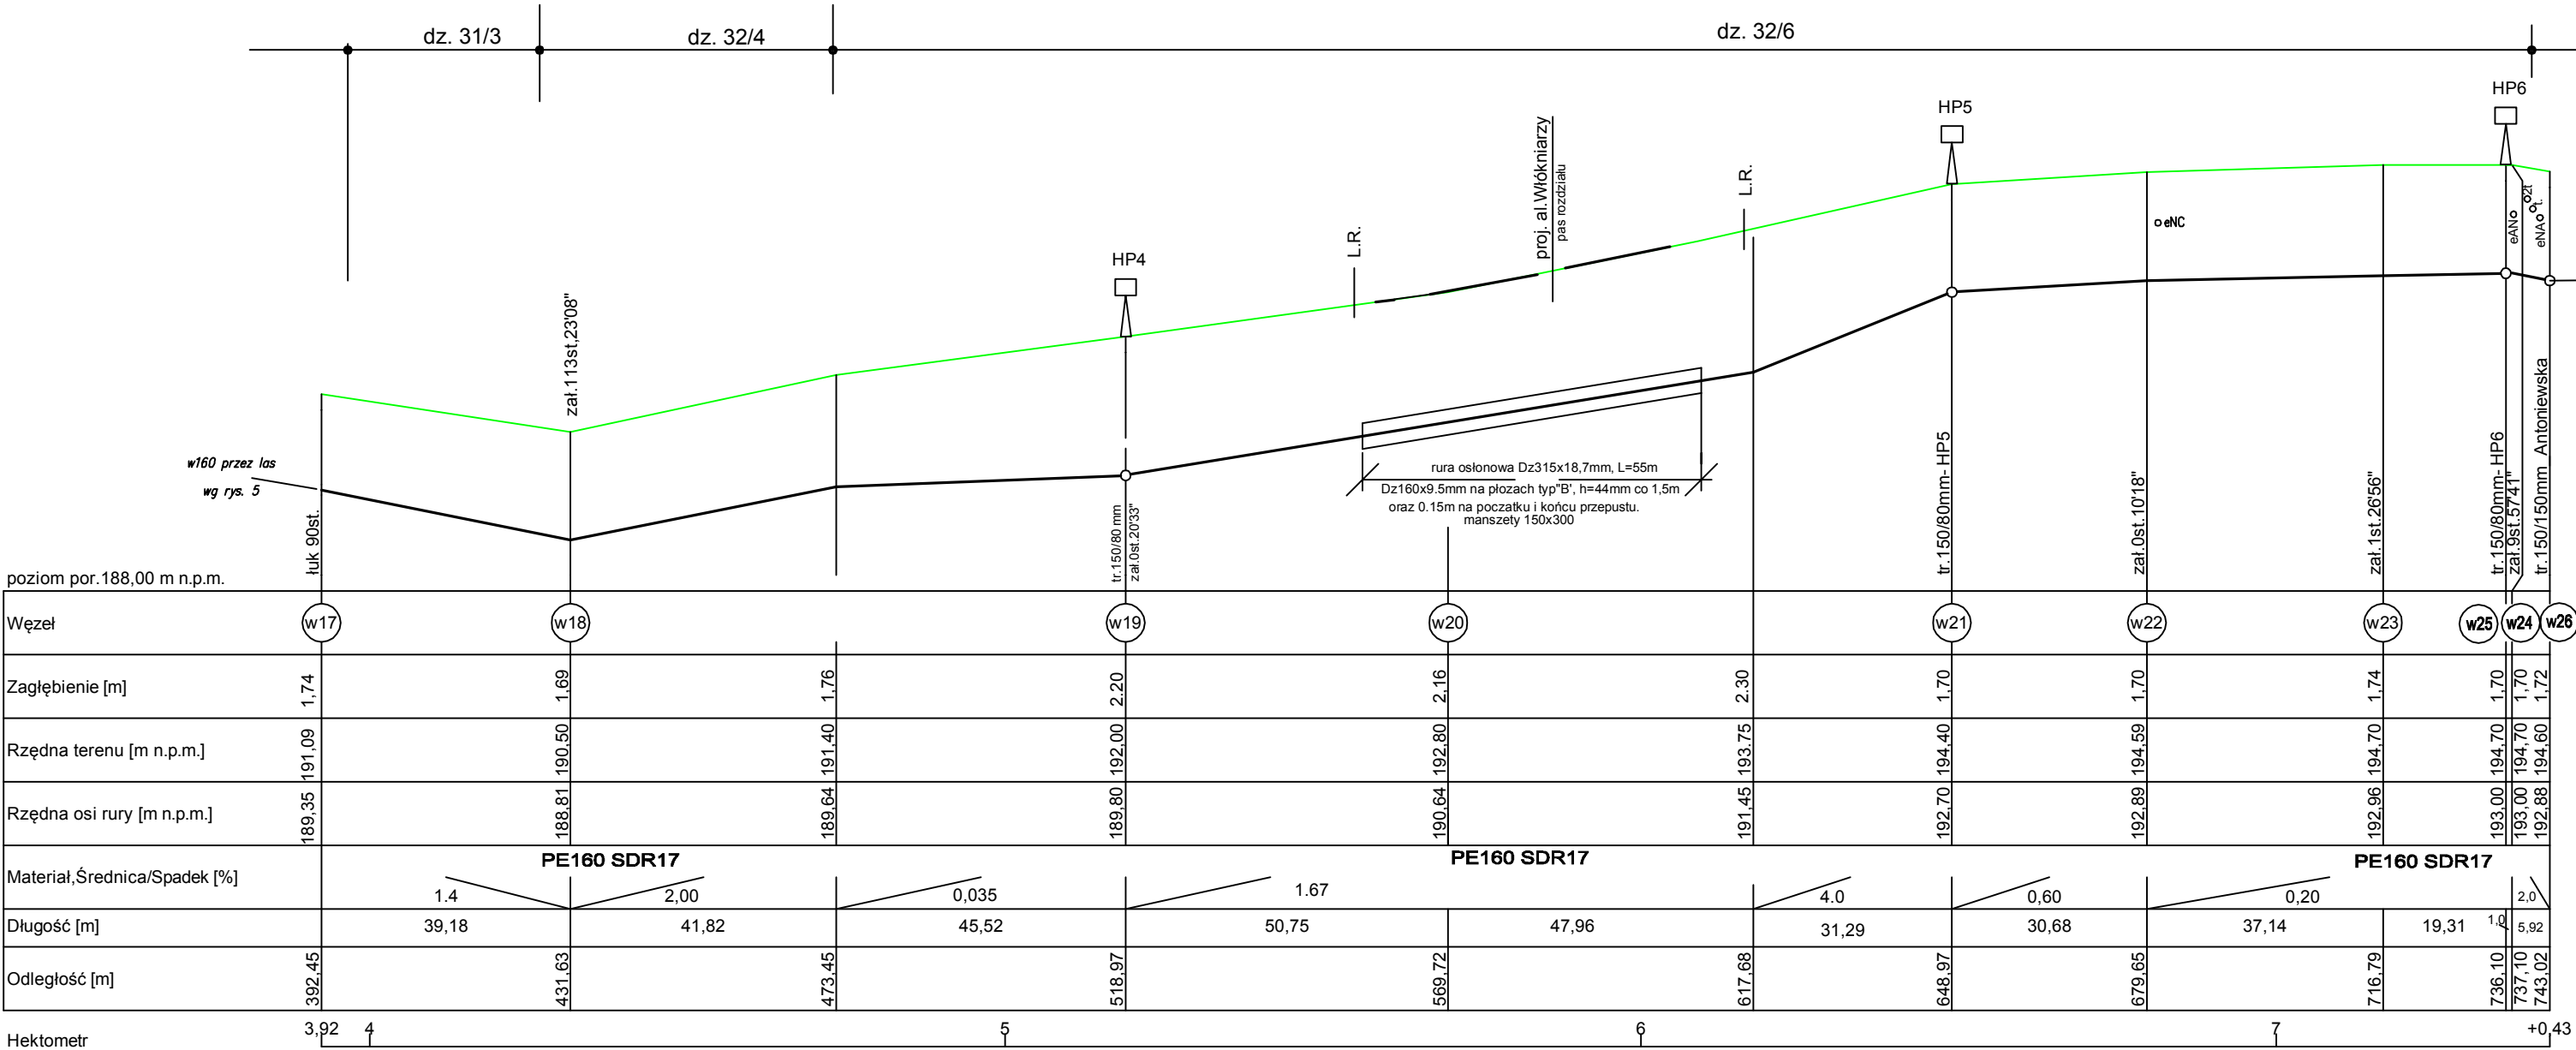 dz. 31/3
dz. 32/4
dz. 32/6
HP6
HP5
HP4
L.R.
proj. al.Włókniarzy
pas rozdziału
L.R.
eNC
eANo
2t
t.
eNAo
zał.113st,23'08"
w160 przez las
wg rys. 5
łuk 90st.
rura osłonowa Dz315x18,7mm, L=55m
Dz160x9.5mm na płozach typ"B', h=44mm co 1,5m
oraz 0.15m na poczatku i końcu przepustu.
manszety 150x300
tr.150/80 mm
zał.0st.20'33"
tr.150/80mm- HP5
zał.0st.10'18"
zał.1st.26'56"
tr.150/80mm- HP6
zał.9st.57'41"
tr.150/150mm Antoniewska
poziom por.188,00 m n.p.m.
Węzeł w17 w18 w19 w20 w21 w22 w23 w25 w24 w26
Zagłębienie [m] 1,74 1,69 1,76 2.20 2,16 2.30 1,70 1,70 1,74 1,70 1,70 1,72
Rzędna terenu [m n.p.m.] 191,09 190,50 191,40 192,00 192,80 193.75 194,40 194,59 194,70 194,70 194,70 194,60
Rzędna osi rury [m n.p.m.] 189,35 188,81 189,64 189,80 190,64 191,45 192,70 192,89 192,96 193,00 193,00 192,88
PE160 SDR17 PE160 SDR17 PE160 SDR17
Materiał,Średnica/Spadek [%] 1.4 2,00 0,035 1.67 4.0 0,60 0,20 2,0
Długość [m] 39,18 41,82 45,52 50,75 47,96 31,29 30,68 37,14 19,31 1,0 5,92
Odległość [m] 392,45 431,63 473,45 518,97 569,72 617,68 648,97 679,65 716,79 736,10 737,10 743,02
Hektometr 3,92 4 5 6 7 +0,43